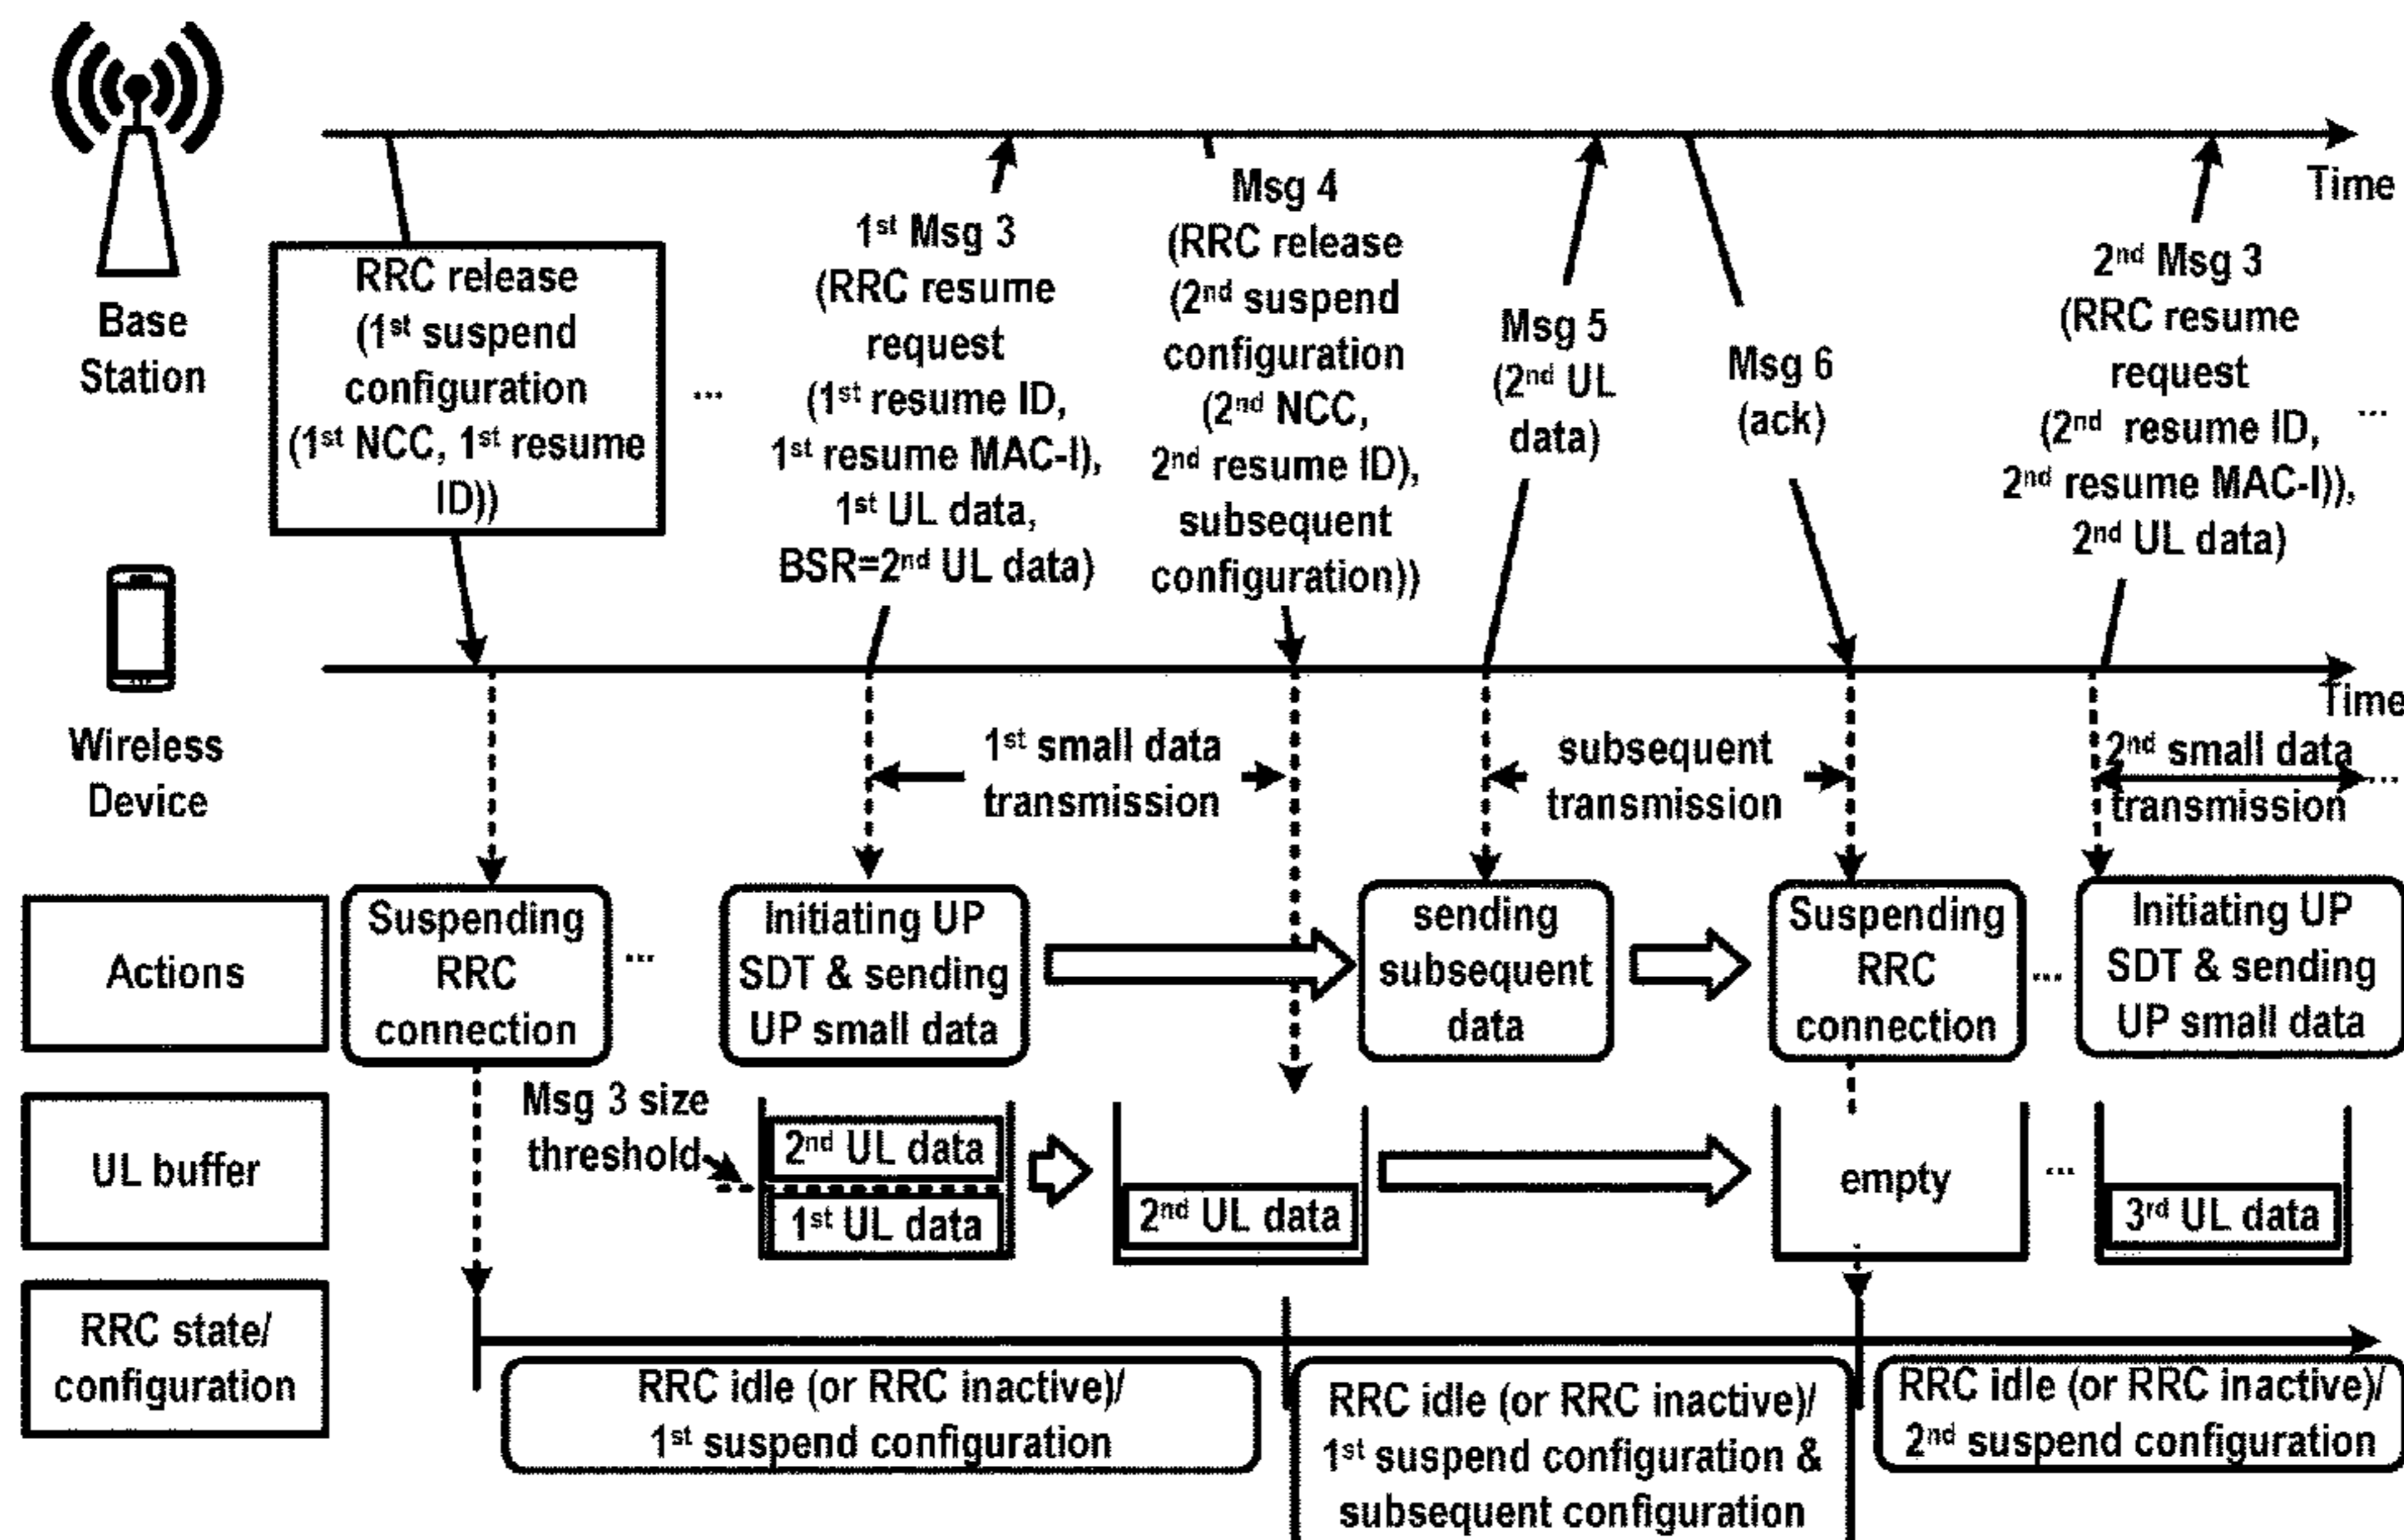 Base
Station
Time
RRC release
(1st suspend
configuration
(1st NCC, 1st resume
ID))
...
1st Msg 3
(RRC resume
request
(1st resume ID,
1st resume MAC-I),
1st UL data,
BSR=2nd UL data)
Msg 4
(RRC release
(2nd suspend
configuration
(2nd NCC,
2nd resume ID),
subsequent
configuration))
Msg 5
(2nd UL
data)
Msg 6
(ack)
2nd Msg 3
(RRC resume
request
(2nd resume ID,
2nd resume MAC-I)),
2nd UL data)
...
Wireless
Device
Time
1st small data
transmission
subsequent
transmission
2nd small data
transmission
...
Actions
Suspending
RRC
connection
...
Initiating UP
SDT & sending
UP small data
sending
subsequent
data
Suspending
RRC
connection
...
Initiating UP
SDT & sending
UP small data
UL buffer
Msg 3 size
threshold
2nd UL data
1st UL data
2nd UL data
empty
...
3rd UL data
RRC state/
configuration
RRC idle (or RRC inactive)/
1st suspend configuration
RRC idle (or RRC inactive)/
1st suspend configuration &
subsequent configuration
RRC idle (or RRC inactive)/
2nd suspend configuration